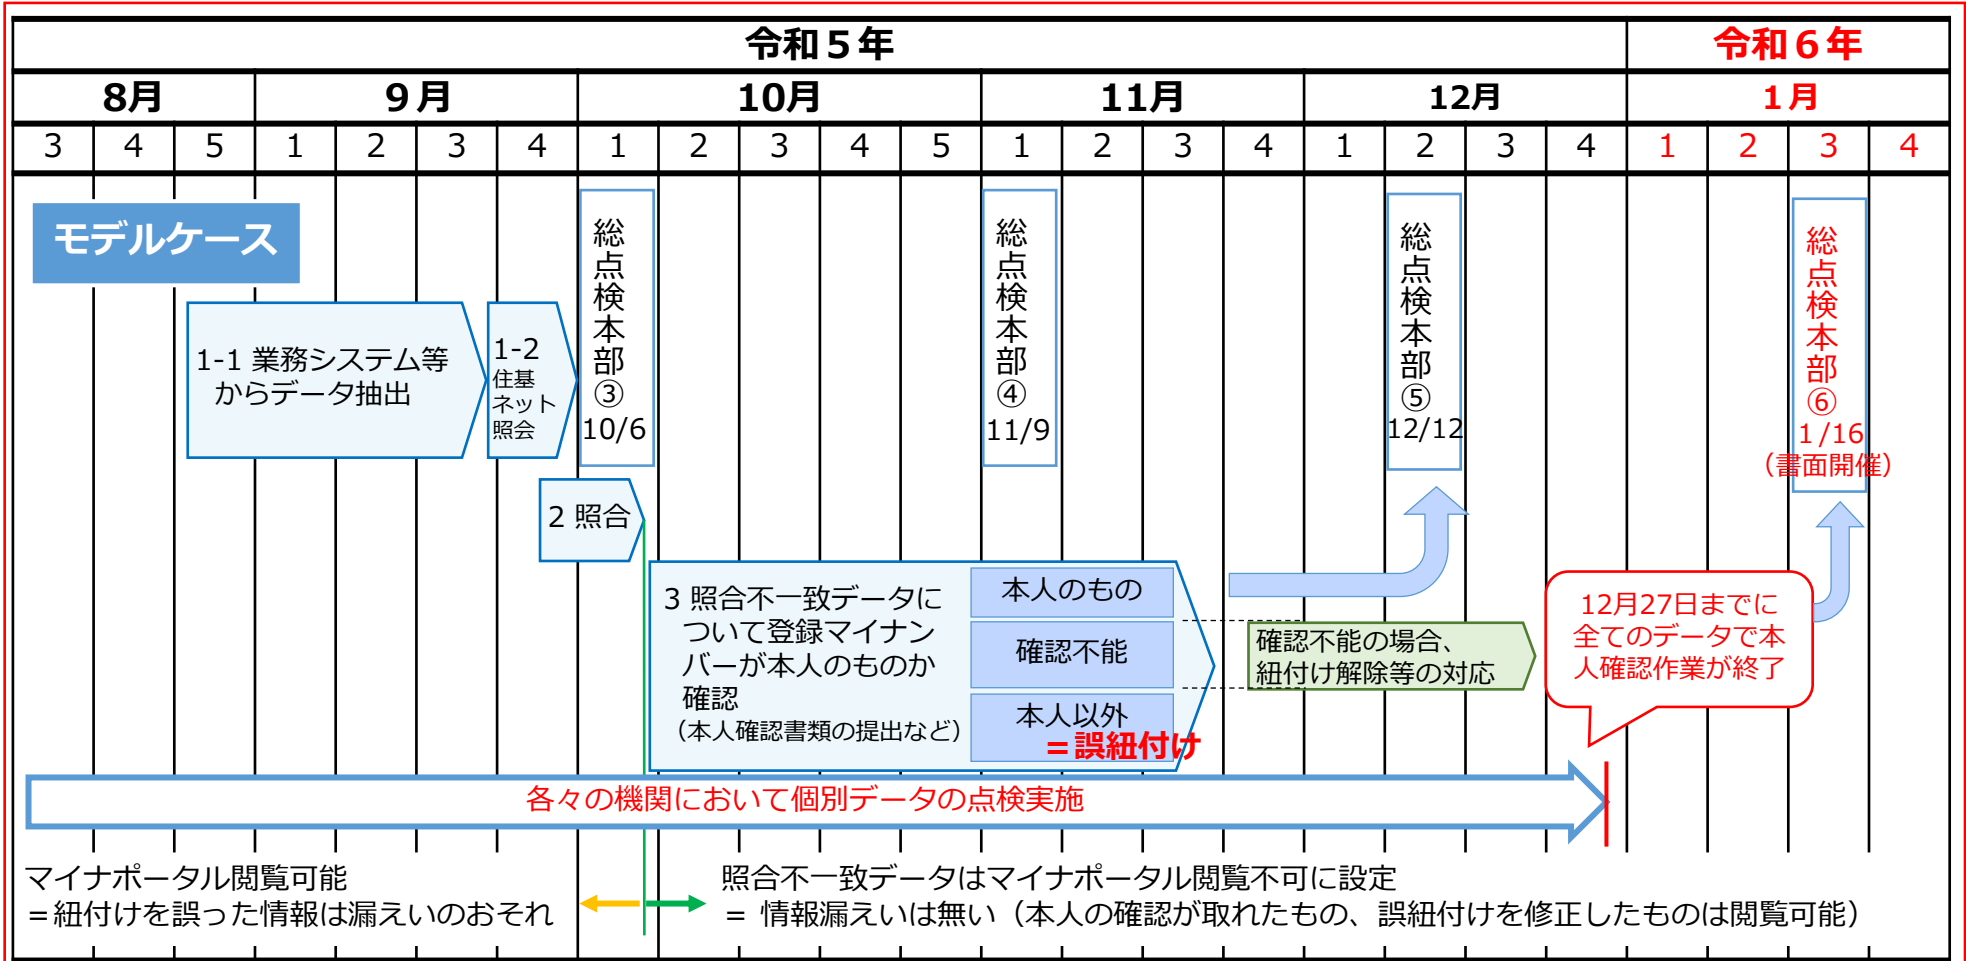 令和５年
令和６年
8月
９月
10月
11月
12月
１月
3 4 5 1 2 3 4 1 2 3 4 5 1 2 3 4 1 2 3 4 1 2 3 4
モデルケース
1-1 業務システム等
からデータ抽出
1-2
住基
ネット
照会
総点検本部③
10/6
総点検本部④
11/9
総点検本部⑤
12/12
総点検本部⑥
１/16
（書面開催）
2 照合
3 照合不一致データに
ついて登録マイナン
バーが本人のものか
確認
（本人確認書類の提出など）
本人のもの
確認不能
本人以外
＝誤紐付け
確認不能の場合、
紐付け解除等の対応
12月27日までに
全てのデータで本
人確認作業が終了
各々の機関において個別データの点検実施
マイナポータル閲覧可能
＝紐付けを誤った情報は漏えいのおそれ
照合不一致データはマイナポータル閲覧不可に設定
＝ 情報漏えいは無い（本人の確認が取れたもの、誤紐付けを修正したものは閲覧可能）